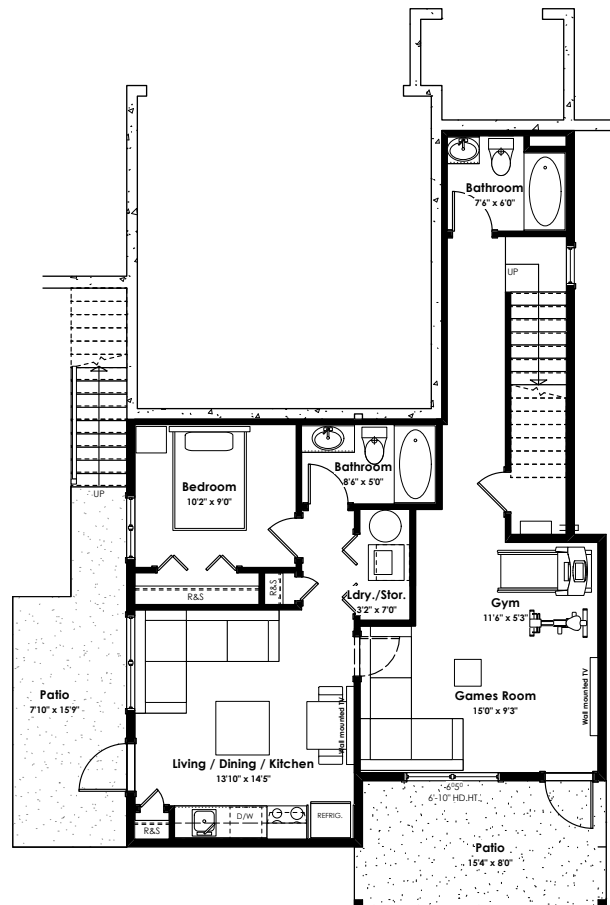 Bathroom
7'6" x 6'0"
UP
Bathroom
8'6" x 5'0"
Bedroom
10'2" x 9'0"
UP
R&S
R&S
Ldry./Stor.
3'2" x 7'0"
Gym
11'6" x 5'3"
Patio
7'10" x 15'9"
Games Room
15'0" x 9'3"
Wall mounted TV
Wall mounted TV
Living / Dining / Kitchen
13'10" x 14'5"
-6°5°
6'-10" HD.HT.
R&S
D/W
REFRIG.
Patio
15'4" x 8'0"